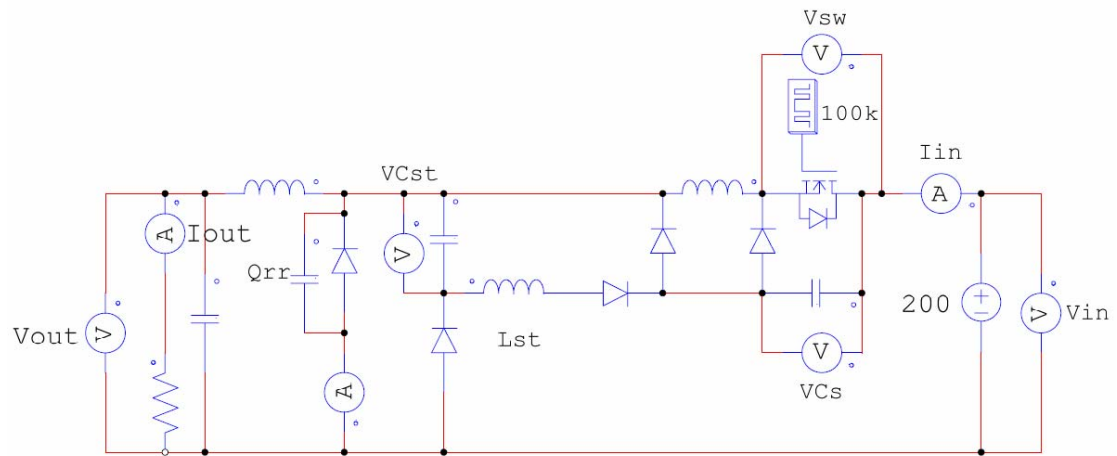 Vsw
V
100k
Iin
A
VCst
A
Iout
Qrr
V
V
Vout
A
Lst
V
VCs
200
V
Vin